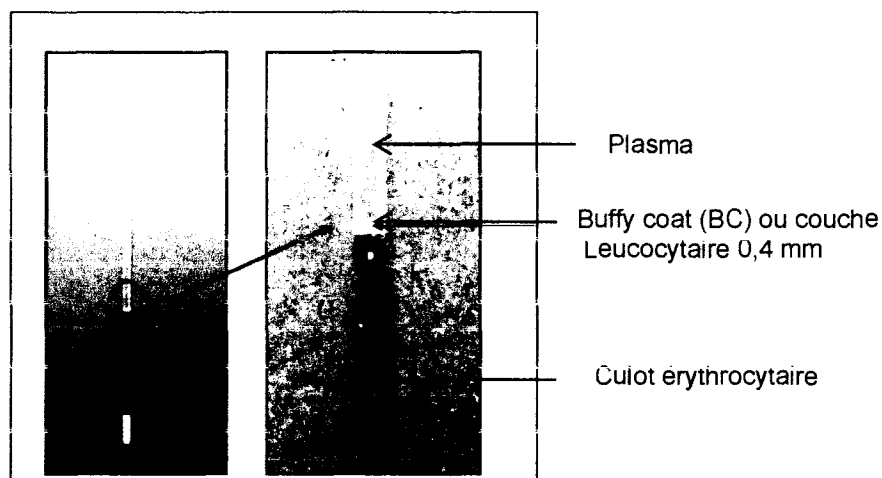 Plasma
Buffy coat (BC) ou couche
Leucocytaire 0,4 mm
Culot érythrocytaire